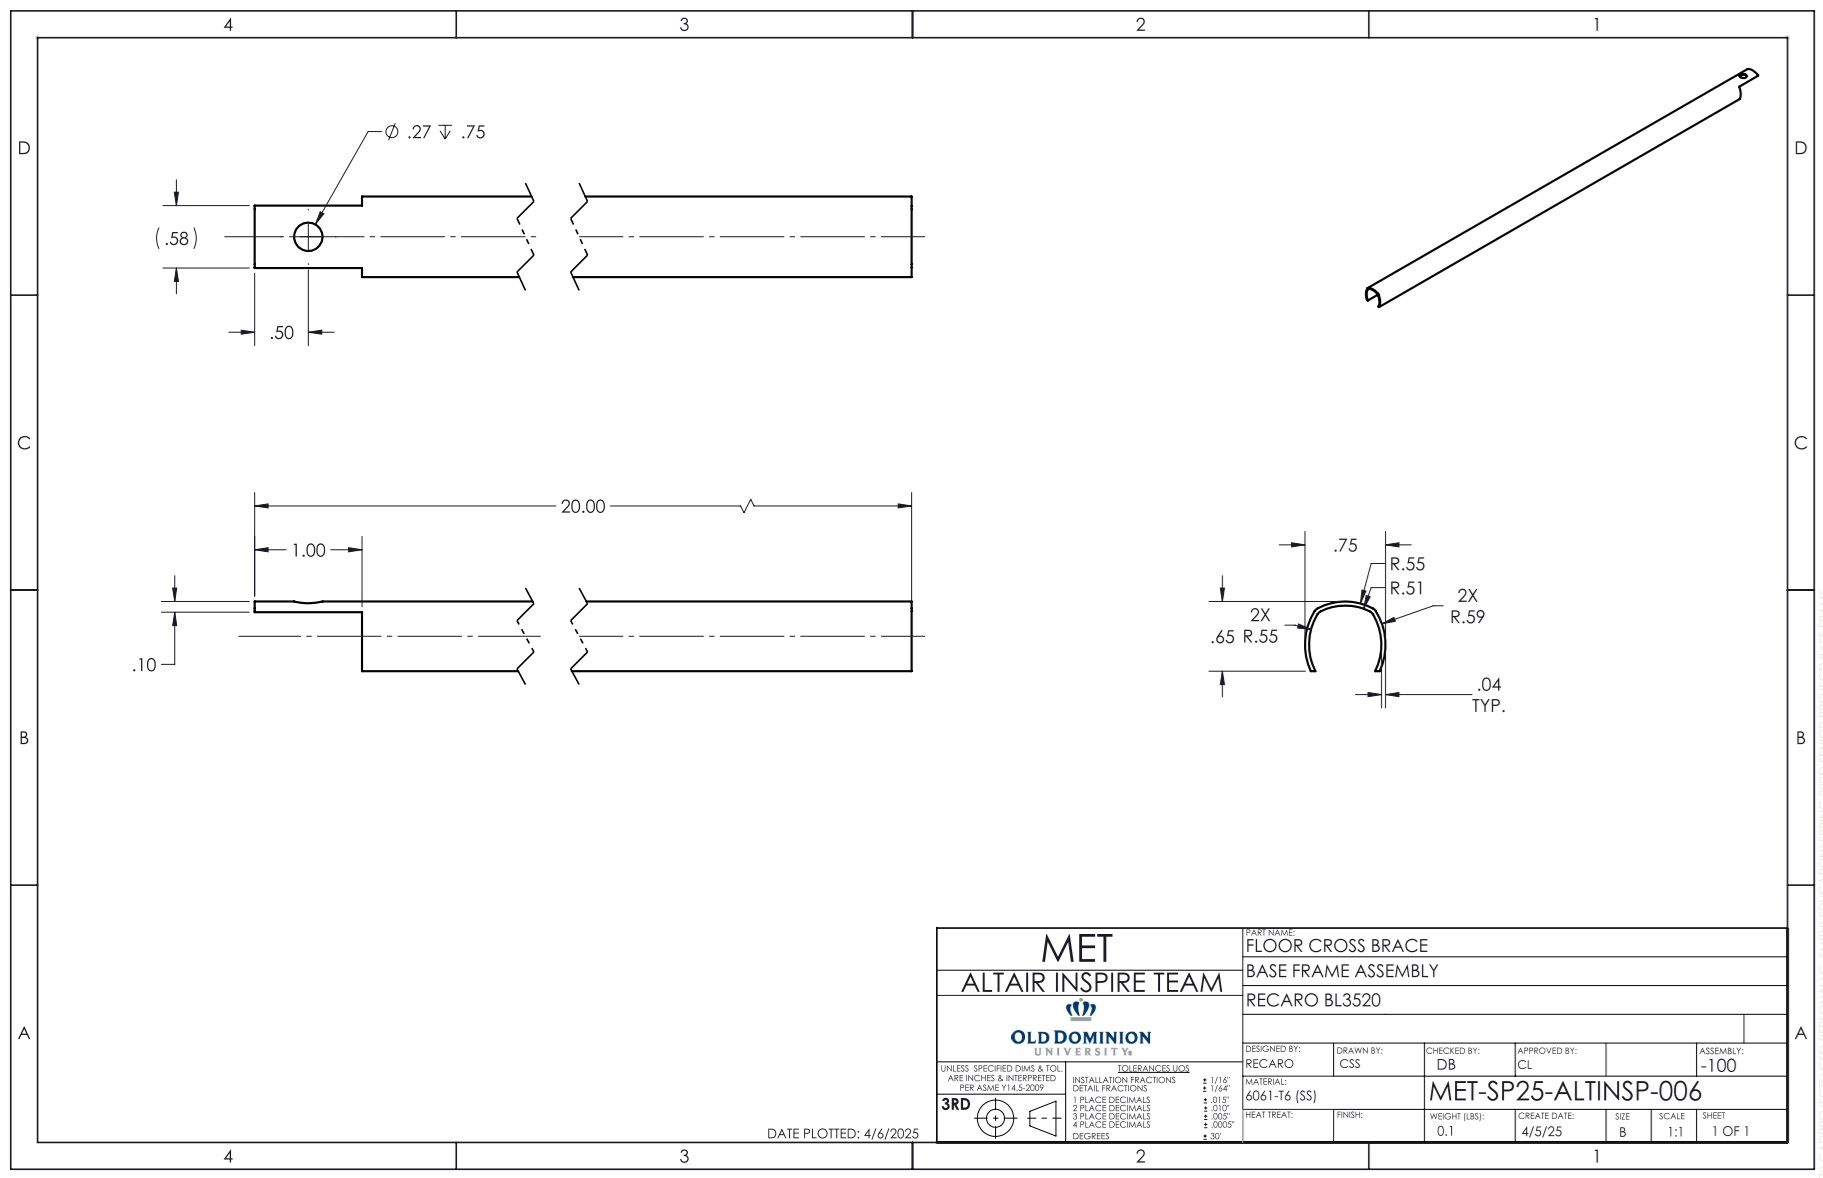 4 3 2 1
D D
C C
B B
A A
⌀ .27 ↧ .75
(.58)
.50
20.00
1.00
.10
.75
R.55
R.51
2X
R.59
2X
.65 R.55
.04
TYP.
MET
ALTAIR INSPIRE TEAM
OLD DOMINION
UNIVERSITY
UNLESS SPECIFIED DIMS & TOL.
ARE INCHES & INTERPRETED
PER ASME Y14.5-2009
3RD
TOLERANCES UOS
INSTALLATION FRACTIONS ± 1/16"
DETAIL FRACTIONS ± 1/64"
1 PLACE DECIMALS ± .015"
2 PLACE DECIMALS ± .010"
3 PLACE DECIMALS ± .005"
4 PLACE DECIMALS ± .0005"
DEGREES ± 30'
PART NAME:
FLOOR CROSS BRACE
BASE FRAME ASSEMBLY
RECARO BL3520
DESIGNED BY: RECARO
DRAWN BY: CSS
CHECKED BY: DB
APPROVED BY: CL
ASSEMBLY: -100
MATERIAL: 6061-T6 (SS)
MET-SP25-ALTINSP-006
HEAT TREAT:
FINISH:
WEIGHT (LBS): 0.1
CREATE DATE: 4/5/25
SIZE B
SCALE 1:1
SHEET 1 OF 1
DATE PLOTTED: 4/6/2025
4 3 2 1